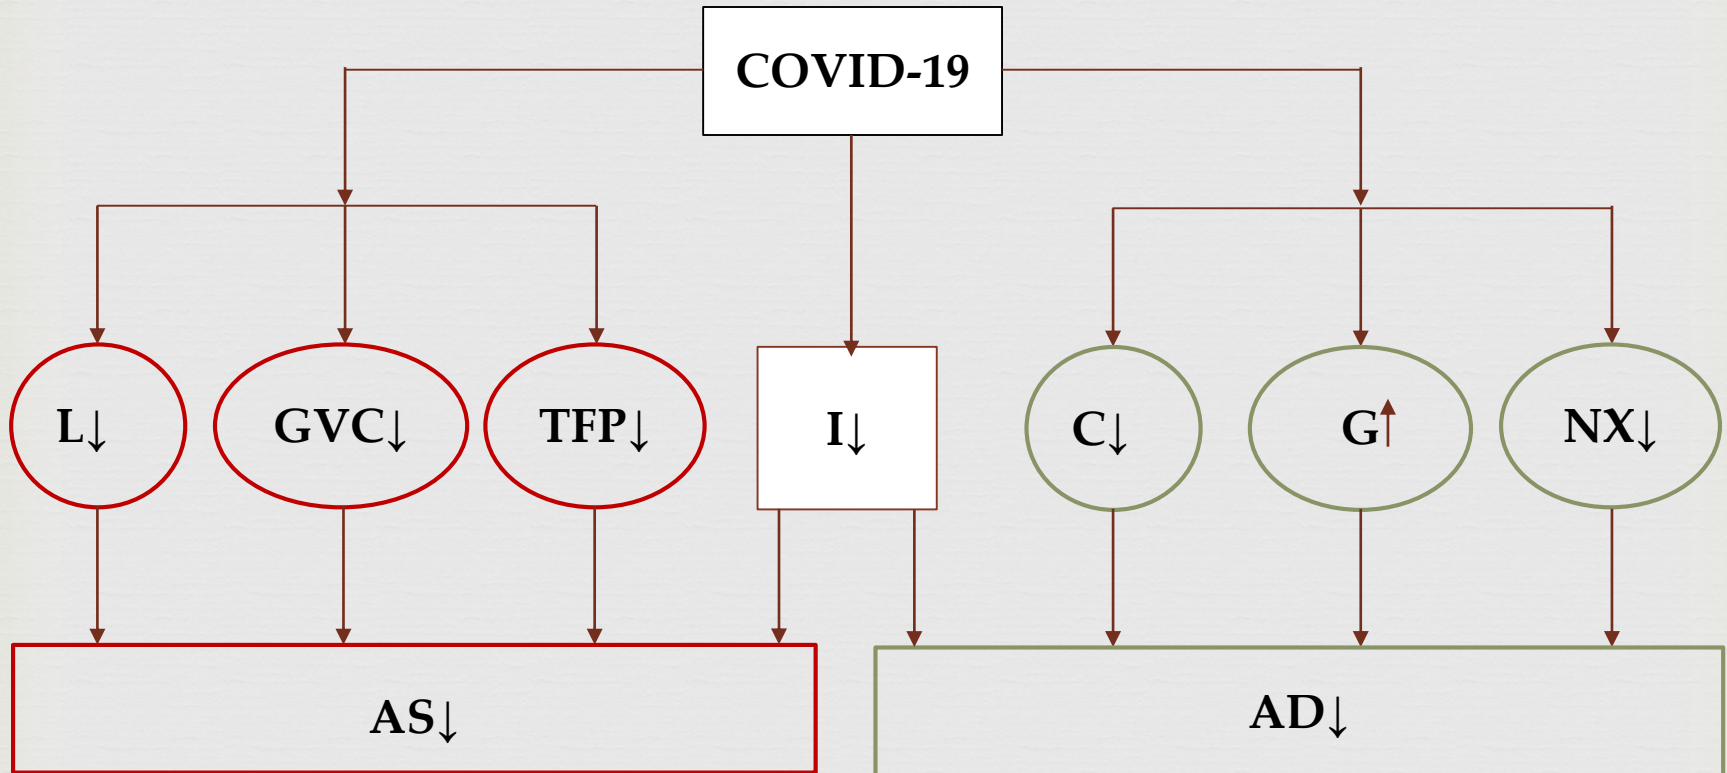 COVID-19
L↓
GVC↓
TFP↓
I↓
C↓
G↑
NX↓
AS↓
AD↓